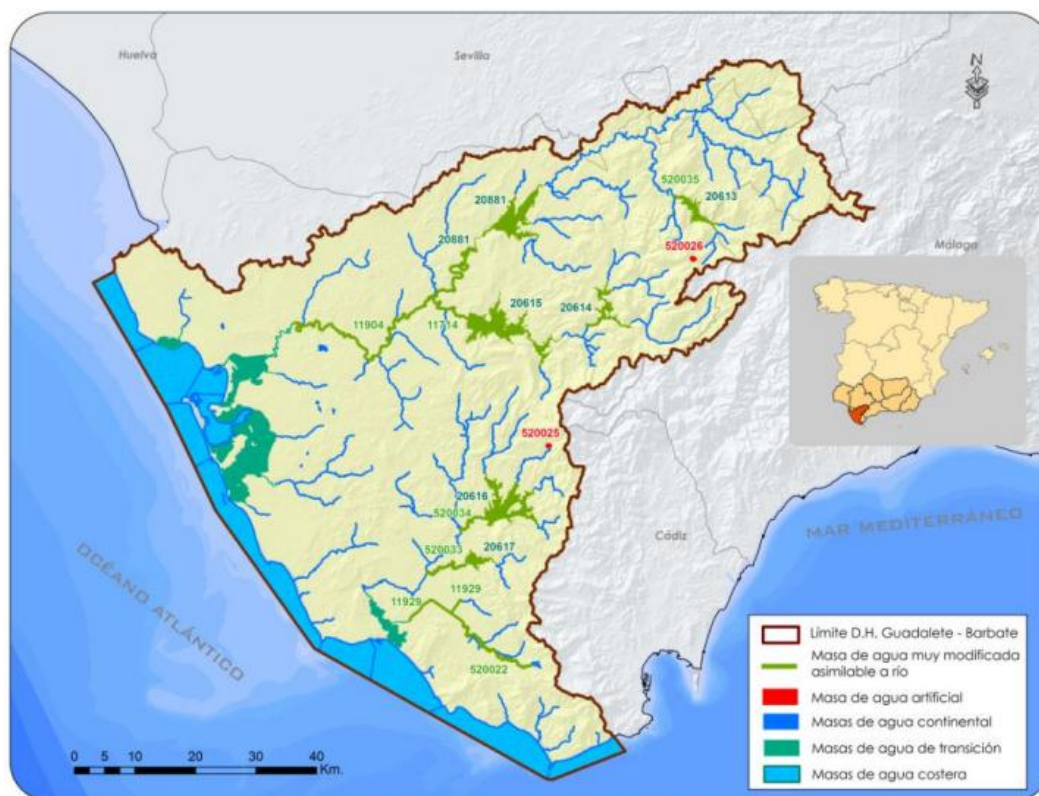 Huelva
Sevilla
N
520035
20881
20613
20881
520026
Málaga
20615
20614
11904
11714
520025
20616
520034
MAR MEDITERRÁNEO
Cádiz
520033
20617
OCÉANO ATLÁNTICO
11929
11929
520022
Límite D.H. Guadalete - Barbate
Masa de agua muy modificada
asimilable a río
Masa de agua artificial
Masas de agua continental
Masas de agua de transición
Masas de agua costera
0 5 10 20 30 40
Km.